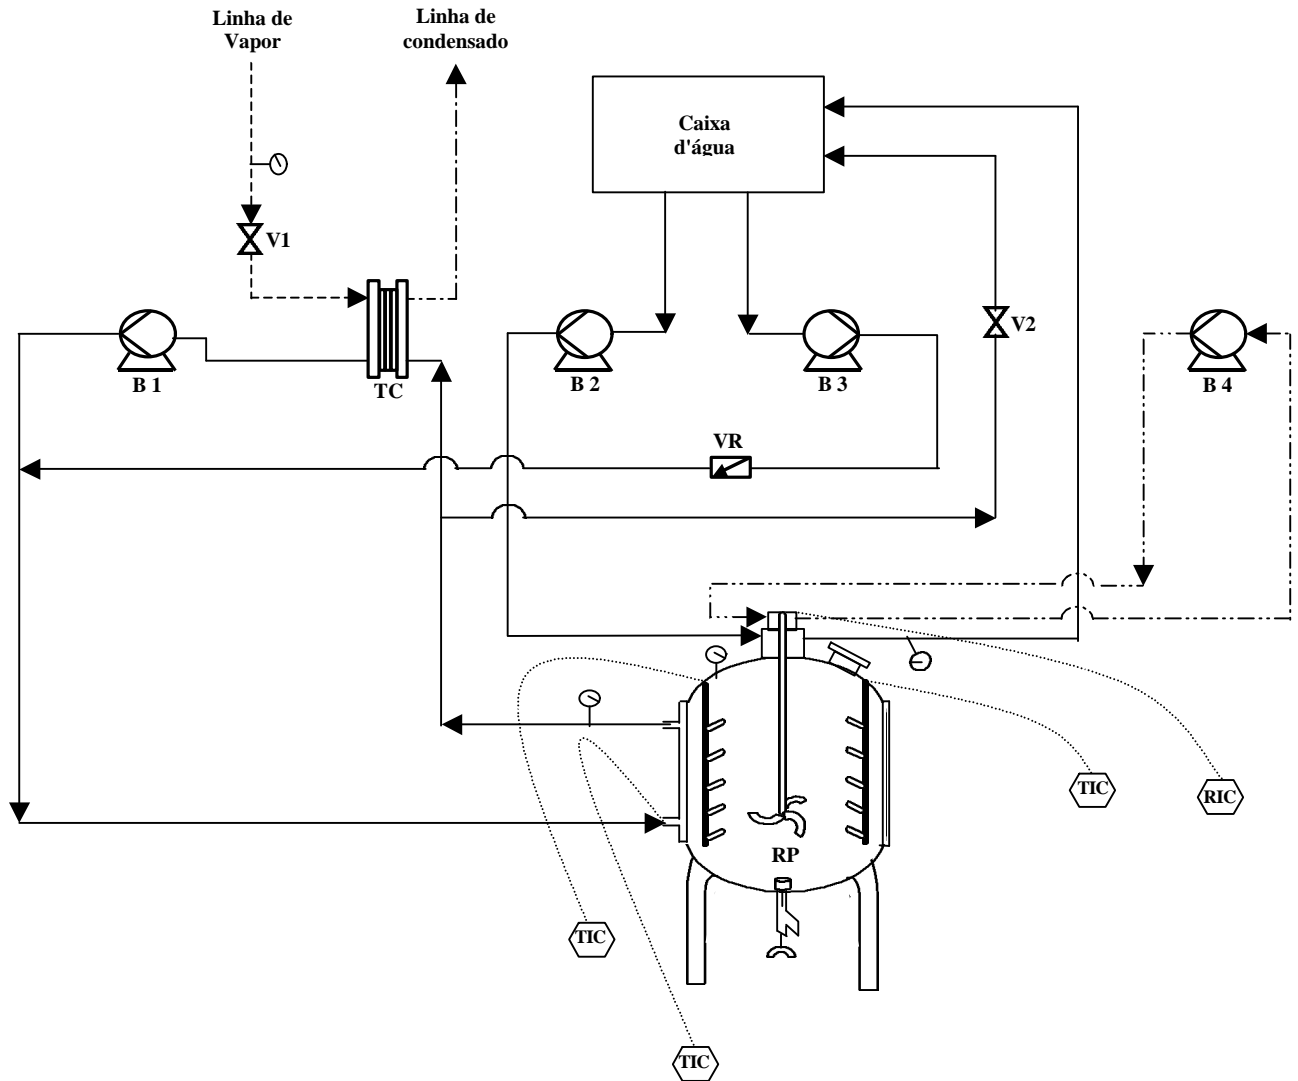 Linha de
Vapor
Linha de
condensado
Caixa
d'água
V1
V2
B 1
TC
B 2
B 3
B 4
VR
TIC
RIC
RP
TIC
TIC